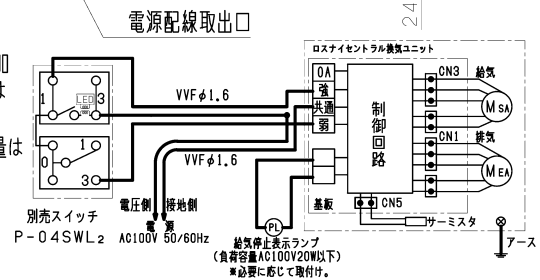 電源配線取出口
24
ロスナイセントラル換気ユニット
加
は
量は
OA
強
共通
弱
基板
制御回路
CN3
給気
M SA
CN1
排気
M EA
CN5
サーミスタ
アース
1
3
LED
0
1
3
VVFφ1.6
VVFφ1.6
別売スイッチ
P-04SWL₂
電圧側
接地側
電源
AC100V 50/60Hz
PL
給気停止表示ランプ
(負荷容量AC100V20W以下)
※必要に応じて取付け。